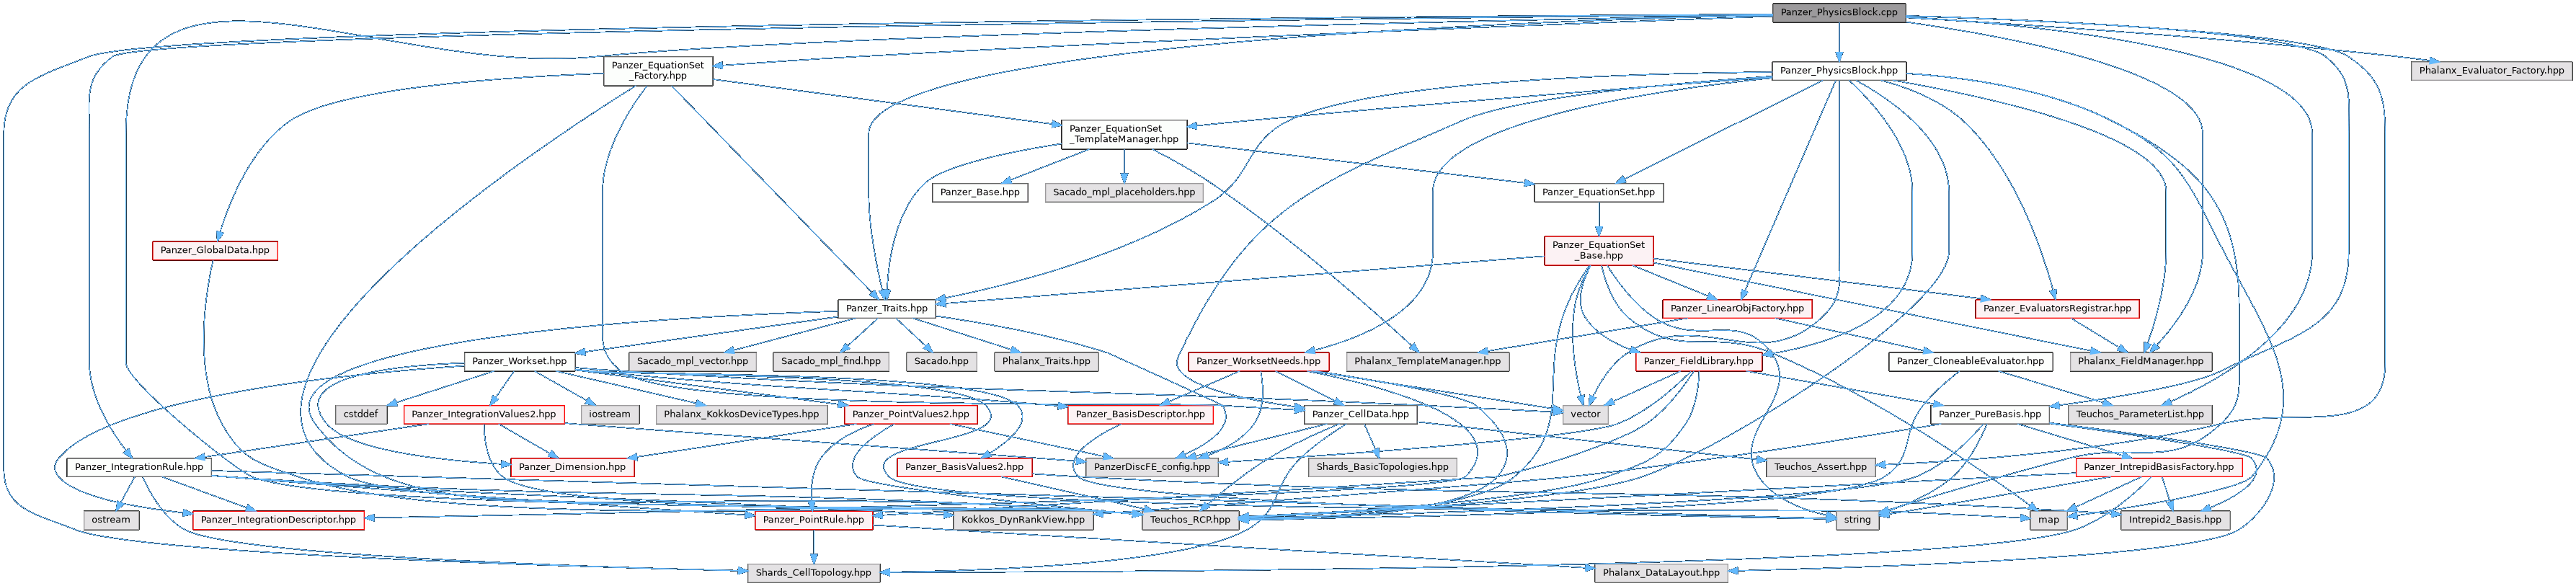 Panzer_PhysicsBlock.cpp
Panzer_EquationSet
_Factory.hpp
Panzer_PhysicsBlock.hpp
Phalanx_Evaluator_Factory.hpp
Panzer_EquationSet
_TemplateManager.hpp
Panzer_Base.hpp
Sacado_mpl_placeholders.hpp
Panzer_EquationSet.hpp
Panzer_GlobalData.hpp
Panzer_EquationSet
_Base.hpp
Panzer_Traits.hpp
Panzer_LinearObjFactory.hpp
Panzer_EvaluatorsRegistrar.hpp
Panzer_Workset.hpp
Sacado_mpl_vector.hpp
Sacado_mpl_find.hpp
Sacado.hpp
Phalanx_Traits.hpp
Panzer_WorksetNeeds.hpp
Phalanx_TemplateManager.hpp
Panzer_FieldLibrary.hpp
Panzer_CloneableEvaluator.hpp
Phalanx_FieldManager.hpp
cstddef
Panzer_IntegrationValues2.hpp
iostream
Phalanx_KokkosDeviceTypes.hpp
Panzer_PointValues2.hpp
Panzer_BasisDescriptor.hpp
Panzer_CellData.hpp
vector
Panzer_PureBasis.hpp
Teuchos_ParameterList.hpp
Panzer_IntegrationRule.hpp
Panzer_Dimension.hpp
Panzer_BasisValues2.hpp
PanzerDiscFE_config.hpp
Shards_BasicTopologies.hpp
Teuchos_Assert.hpp
Panzer_IntrepidBasisFactory.hpp
ostream
Panzer_IntegrationDescriptor.hpp
Panzer_PointRule.hpp
Kokkos_DynRankView.hpp
Teuchos_RCP.hpp
string
map
Intrepid2_Basis.hpp
Shards_CellTopology.hpp
Phalanx_DataLayout.hpp